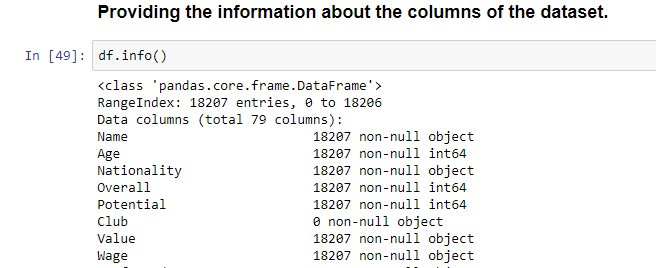 Providing the information about the columns of the dataset.
In [49]: df.info()
<class 'pandas.core.frame.DataFrame'>
RangeIndex: 18207 entries, 0 to 18206
Data columns (total 79 columns):
Name 18207 non-null object
Age 18207 non-null int64
Nationality 18207 non-null object
Overall 18207 non-null int64
Potential 18207 non-null int64
Club 0 non-null object
Value 18207 non-null object
Wage 18207 non-null object